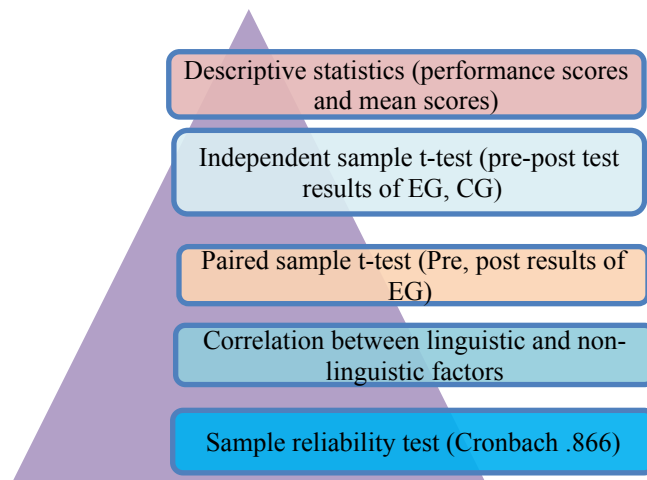 Descriptive statistics (performance scores
and mean scores)
Independent sample t-test (pre-post test
results of EG, CG)
Paired sample t-test (Pre, post results of
EG)
Correlation between linguistic and non-
linguistic factors
Sample reliability test (Cronbach .866)